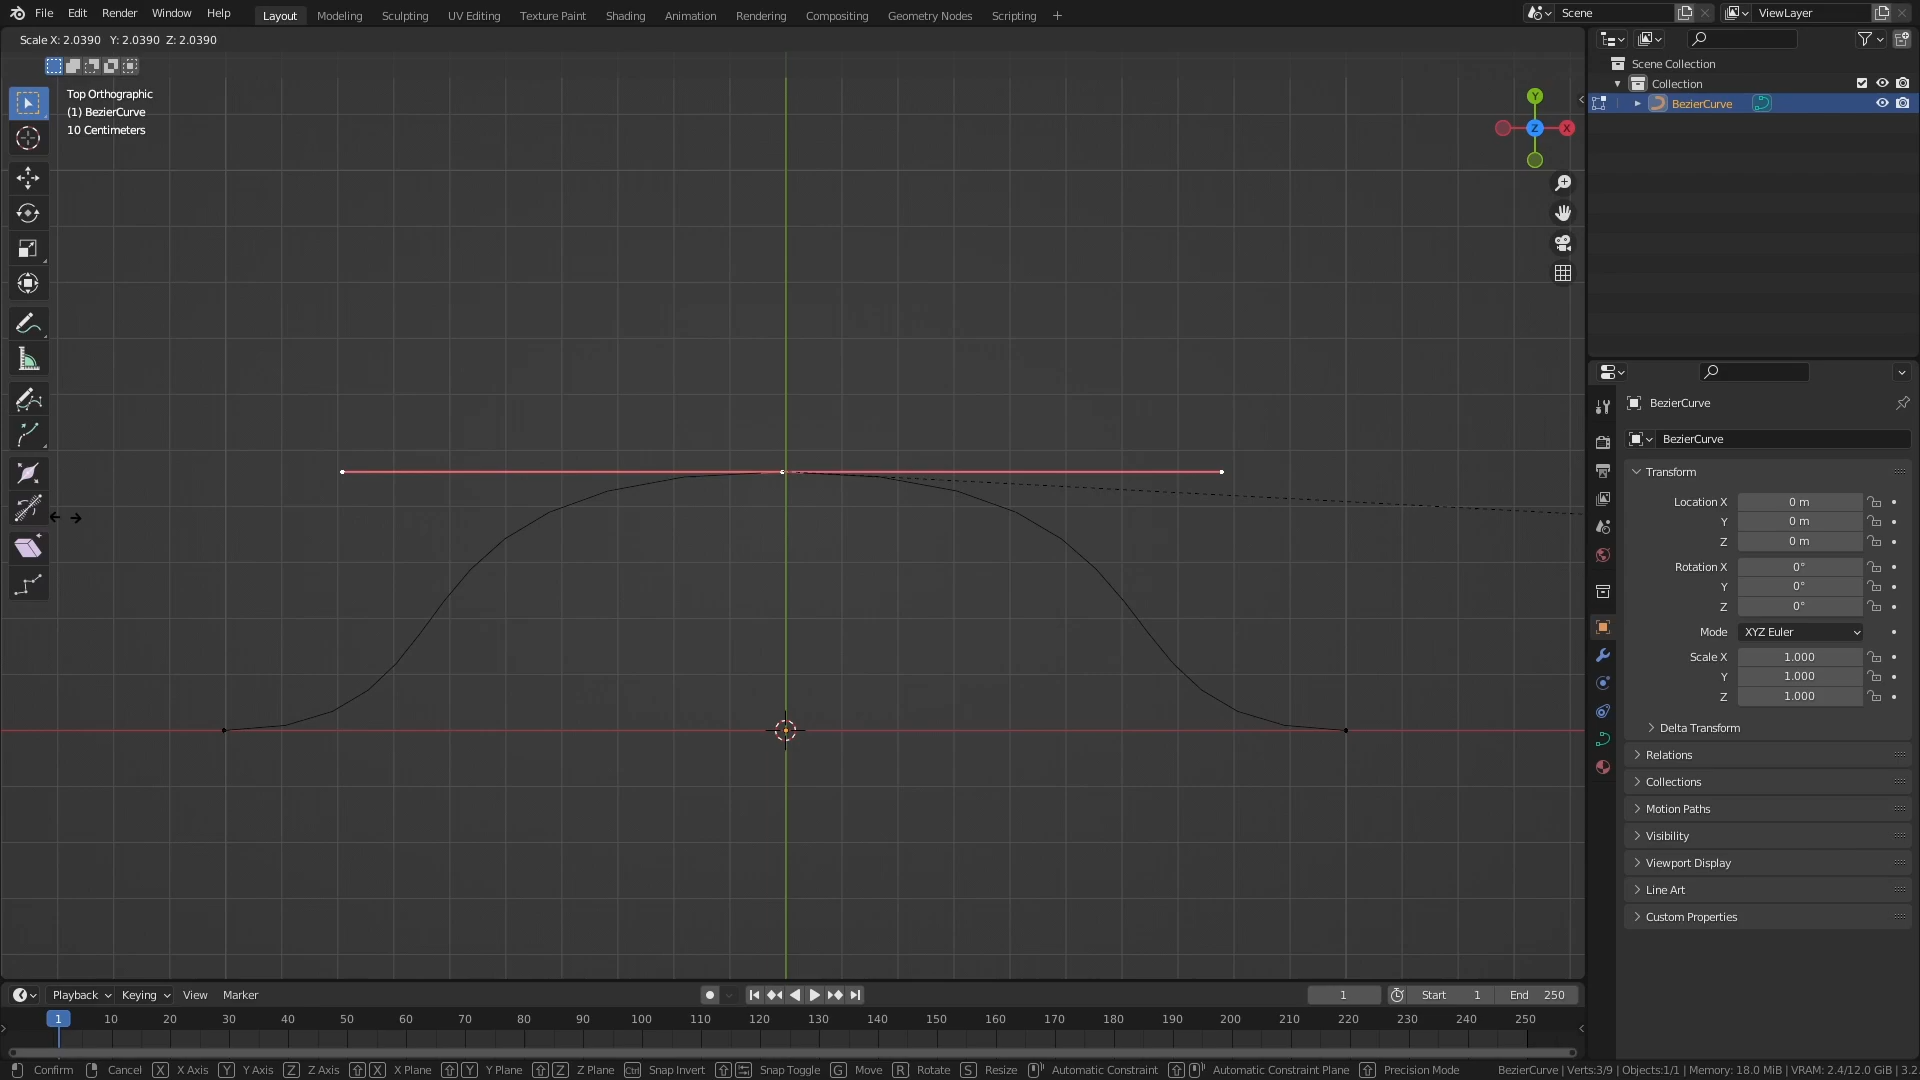 File Edit Render Window Help Layout Modeling Sculpting UV Editing Texture Paint Shading Animation Rendering Compositing Geometry Nodes Scripting + Scene ViewLayer
Scale X: 2.0390 Y: 2.0390 Z: 2.0390
Top Orthographic
(1) BezierCurve
10 Centimeters
Y
Z
X
Scene Collection
Collection
BezierCurve
BezierCurve
BezierCurve
Transform
Location X 0 m
Y 0 m
Z 0 m
Rotation X 0°
Y 0°
Z 0°
Mode XYZ Euler
Scale X 1.000
Y 1.000
Z 1.000
Delta Transform
Relations
Collections
Motion Paths
Visibility
Viewport Display
Line Art
Custom Properties
Playback Keying View Marker 1 Start 1 End 250
1 10 20 30 40 50 60 70 80 90 100 110 120 130 140 150 160 170 180 190 200 210 220 230 240 250
Confirm Cancel X X Axis Y Y Axis Z Z Axis X X Plane Y Y Plane Z Z Plane Ctrl Snap Invert Snap Toggle G Move R Rotate S Resize Automatic Constraint Automatic Constraint Plane Precision Mode BezierCurve | Verts:3/9 | Objects:1/1 | Memory: 18.0 MiB | VRAM: 2.4/12.0 GiB | 3.2